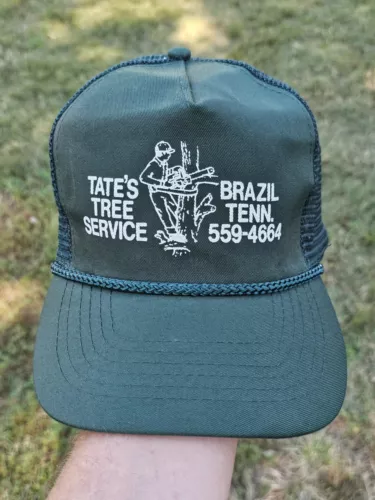 TATE'S
TREE
SERVICE
BRAZIL
TENN.
559-4664